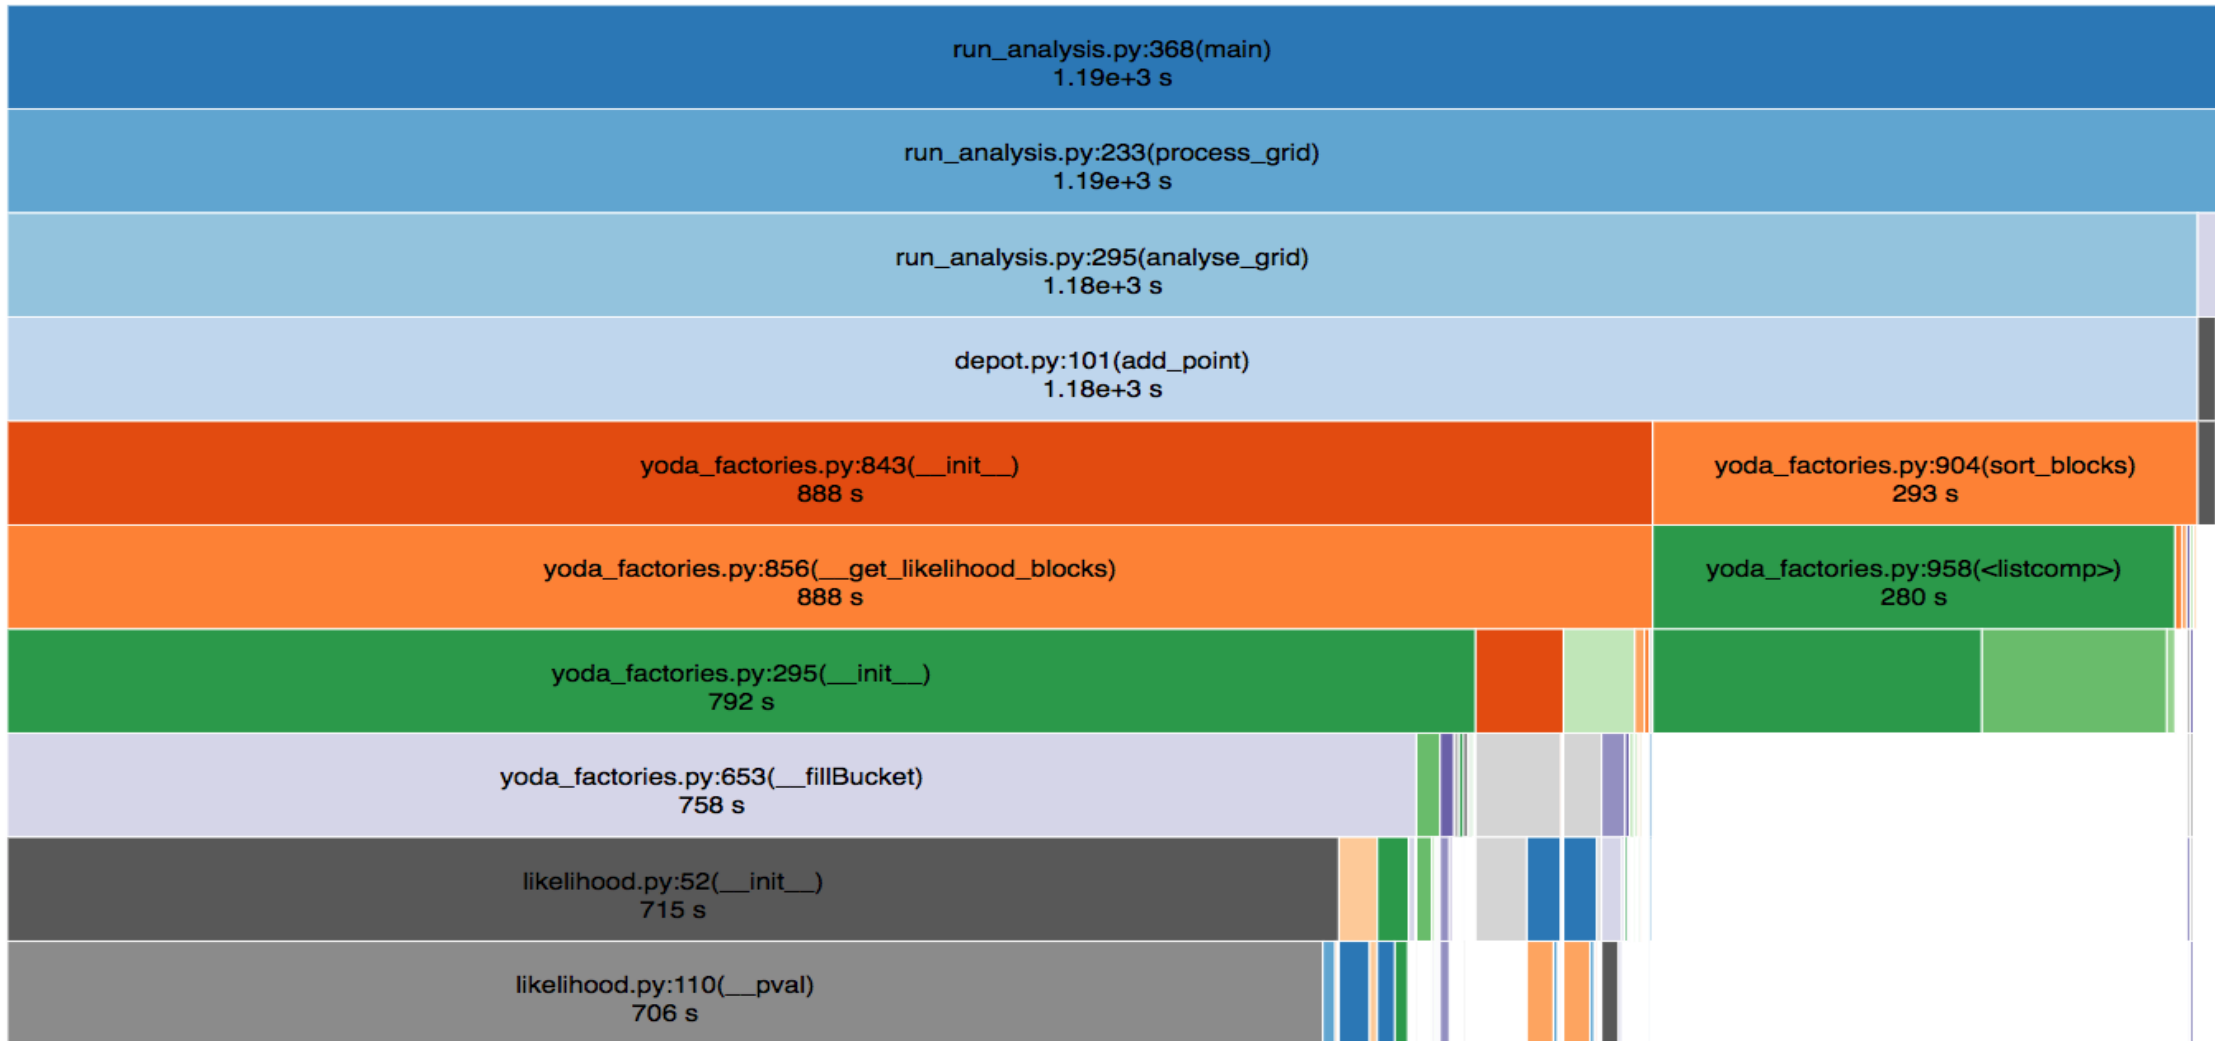 run_analysis.py:368(main)
1.19e+3 s
run_analysis.py:233(process_grid)
1.19e+3 s
run_analysis.py:295(analyse_grid)
1.18e+3 s
depot.py:101(add_point)
1.18e+3 s
yoda_factories.py:843(__init__)
888 s
yoda_factories.py:904(sort_blocks)
293 s
yoda_factories.py:856(__get_likelihood_blocks)
888 s
yoda_factories.py:958(<listcomp>)
280 s
yoda_factories.py:295(__init__)
792 s
yoda_factories.py:653(__fillBucket)
758 s
likelihood.py:52(__init__)
715 s
likelihood.py:110(__pval)
706 s